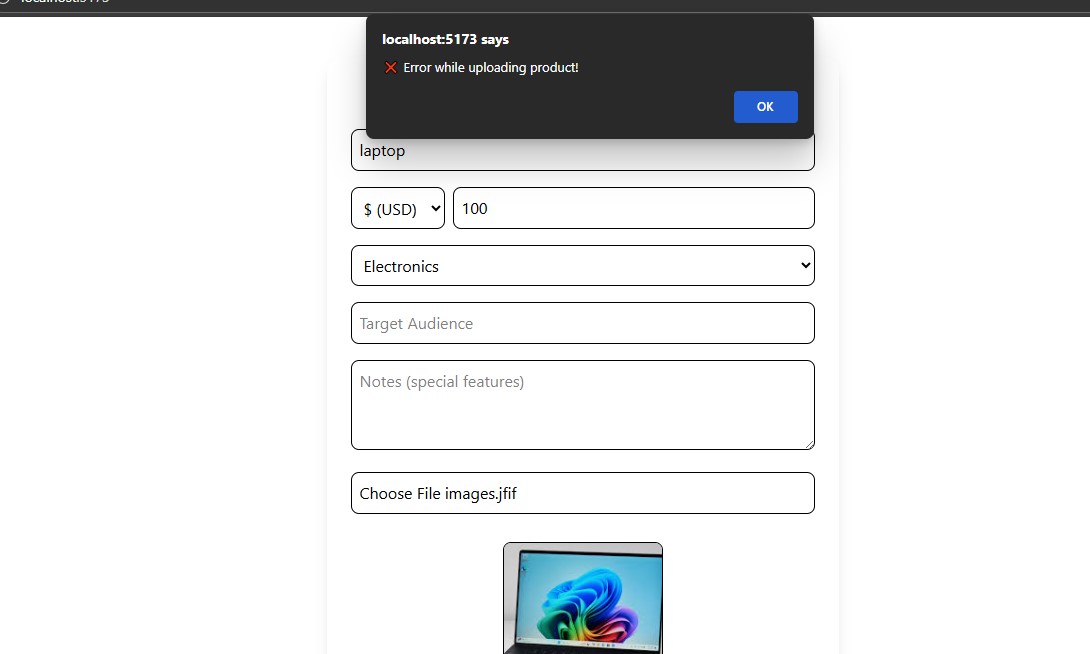 localhost:5173
localhost:5173 says
❌ Error while uploading product!
OK
laptop
$ (USD) 100
Electronics
Target Audience
Notes (special features)
Choose File images.jfif